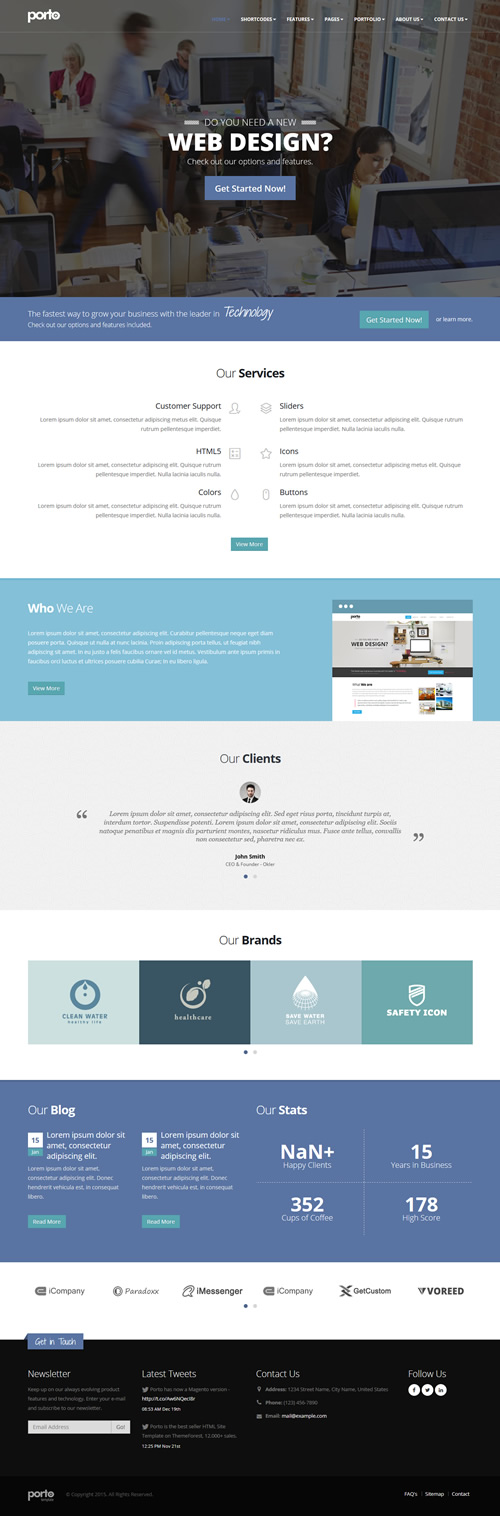 porto
HOME SHORTCODES FEATURES PAGES PORTFOLIO ABOUT US CONTACT US
DO YOU NEED A NEW
WEB DESIGN?
Check out our options and features.
Get Started Now!
The fastest way to grow your business with the leader in Technology
Check out our options and features included.
Get Started Now! or learn more.
Our Services
Customer Support
Lorem ipsum dolor sit amet, consectetur adipiscing metus elit. Quisque
rutrum pellentesque imperdiet.
Sliders
Lorem ipsum dolor sit amet, consectetur adipiscing elit. Quisque rutrum
pellentesque imperdiet. Nulla lacinia iaculis nulla.
HTML5
Lorem ipsum dolor sit amet, consectetur adipiscing elit. Quisque rutrum
pellentesque imperdiet. Nulla lacinia iaculis nulla.
Icons
Lorem ipsum dolor sit amet, consectetur adipiscing metus elit. Quisque
rutrum pellentesque imperdiet.
Colors
Lorem ipsum dolor sit amet, consectetur adipiscing elit. Quisque rutrum
pellentesque imperdiet. Nulla lacinia iaculis nulla.
Buttons
Lorem ipsum dolor sit amet, consectetur adipiscing elit. Quisque rutrum
pellentesque imperdiet. Nulla lacinia iaculis nulla.
View More
Who We Are
Lorem ipsum dolor sit amet, consectetur adipiscing elit. Curabitur pellentesque neque eget diam
posuere porta. Quisque ut nulla at nunc lacinia. Proin adipiscing porta tellus, ut feugiat nibh
adipiscing sit amet. In eu justo a felis faucibus ornare vel id metus. Vestibulum ante ipsum primis in
faucibus orci luctus et ultrices posuere cubilia Curae; In eu libero ligula.
View More
porto
WEB DESIGN?
What We are
Our Clients
“ Lorem ipsum dolor sit amet, consectetur adipiscing elit. Sed eget risus porta, tincidunt turpis at,
interdum tortor. Suspendisse potenti. Lorem ipsum dolor sit amet, consectetur adipiscing elit. Sociis
natoque penatibus et magnis dis parturient montes, nascetur ridiculus mus. Fusce ante tellus, convallis
non consectetur sed, pharetra nec ex. ”
John Smith
CEO & Founder - Okler
Our Brands
CLEAN WATER
healthy life
healthcare
SAVE WATER
SAVE EARTH
SAFETY ICON
Our Blog
15
Jan
Lorem ipsum dolor sit
amet, consectetur
adipiscing elit.
Lorem ipsum dolor sit amet,
consectetur adipiscing elit. Donec
hendrerit vehicula est, in consequat
libero.
Read More
15
Jan
Lorem ipsum dolor sit
amet, consectetur
adipiscing elit.
Lorem ipsum dolor sit amet,
consectetur adipiscing elit. Donec
hendrerit vehicula est, in consequat
libero.
Read More
Our Stats
NaN+
Happy Clients
15
Years in Business
352
Cups of Coffee
178
High Score
iCompany Paradoxx iMessenger iCompany GetCustom VOREED
Get in Touch
Newsletter
Keep up on our always evolving product
features and technology. Enter your e-mail
and subscribe to our newsletter.
Email Address Go!
Latest Tweets
Porto has now a Magento version -
08:53 AM Dec 19th
Porto is the best seller HTML Site
Template on ThemeForest, 12.000+ sales.
12:25 PM Nov 21st
Contact Us
Address: 1234 Street Name, City Name, United States
Phone: (123) 456-7890
Email: mail@example.com
Follow Us
porto
template
© Copyright 2015. All Rights Reserved.
FAQ's Sitemap Contact